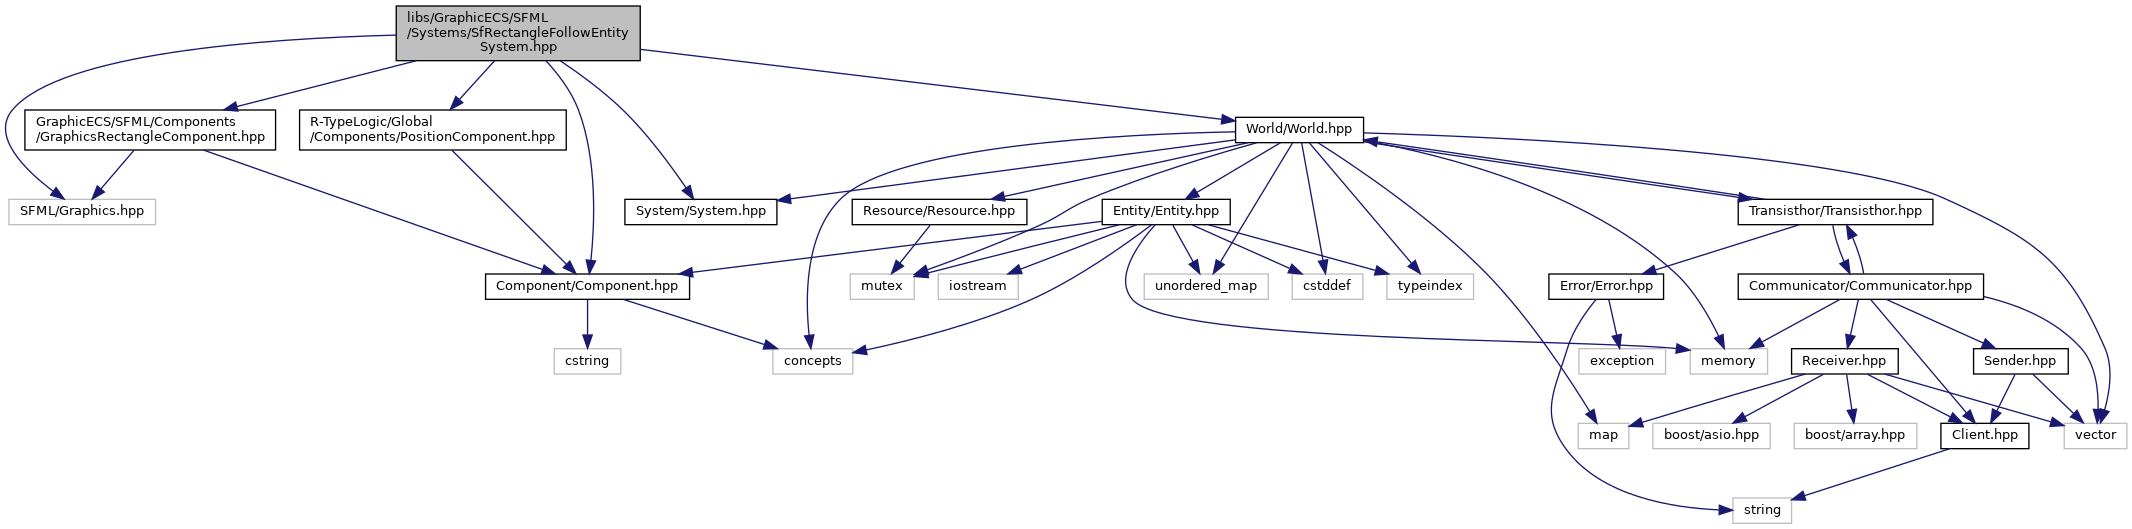 libs/GraphicECS/SFML
/Systems/SfRectangleFollowEntity
System.hpp
GraphicECS/SFML/Components
/GraphicsRectangleComponent.hpp
R-TypeLogic/Global
/Components/PositionComponent.hpp
World/World.hpp
SFML/Graphics.hpp
System/System.hpp
Resource/Resource.hpp
Entity/Entity.hpp
Transisthor/Transisthor.hpp
Component/Component.hpp
mutex
iostream
unordered_map
cstddef
typeindex
Error/Error.hpp
Communicator/Communicator.hpp
cstring
concepts
exception
memory
Receiver.hpp
Sender.hpp
map
boost/asio.hpp
boost/array.hpp
Client.hpp
vector
string